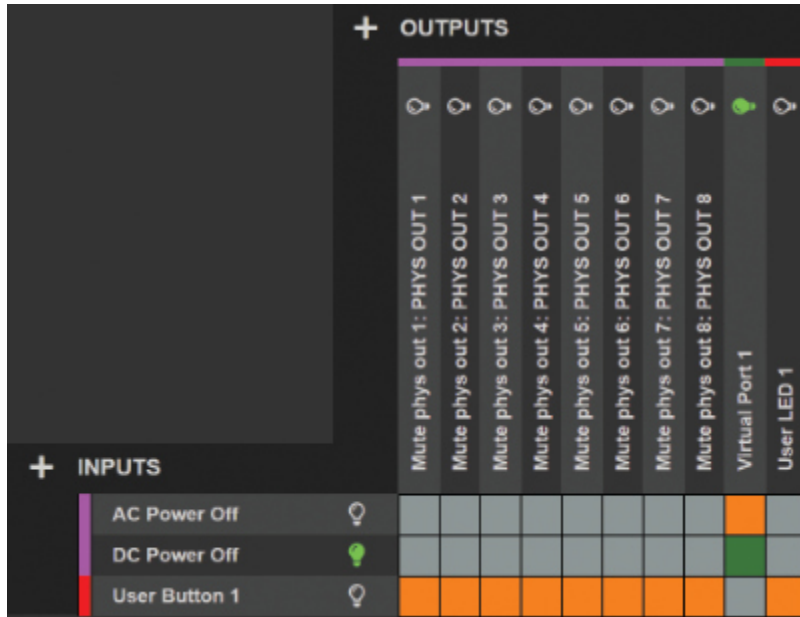 + OUTPUTS
Mute phys out 1: PHYS OUT 1
Mute phys out 2: PHYS OUT 2
Mute phys out 3: PHYS OUT 3
Mute phys out 4: PHYS OUT 4
Mute phys out 5: PHYS OUT 5
Mute phys out 6: PHYS OUT 6
Mute phys out 7: PHYS OUT 7
Mute phys out 8: PHYS OUT 8
Virtual Port 1
User LED 1
+ INPUTS
AC Power Off
DC Power Off
User Button 1